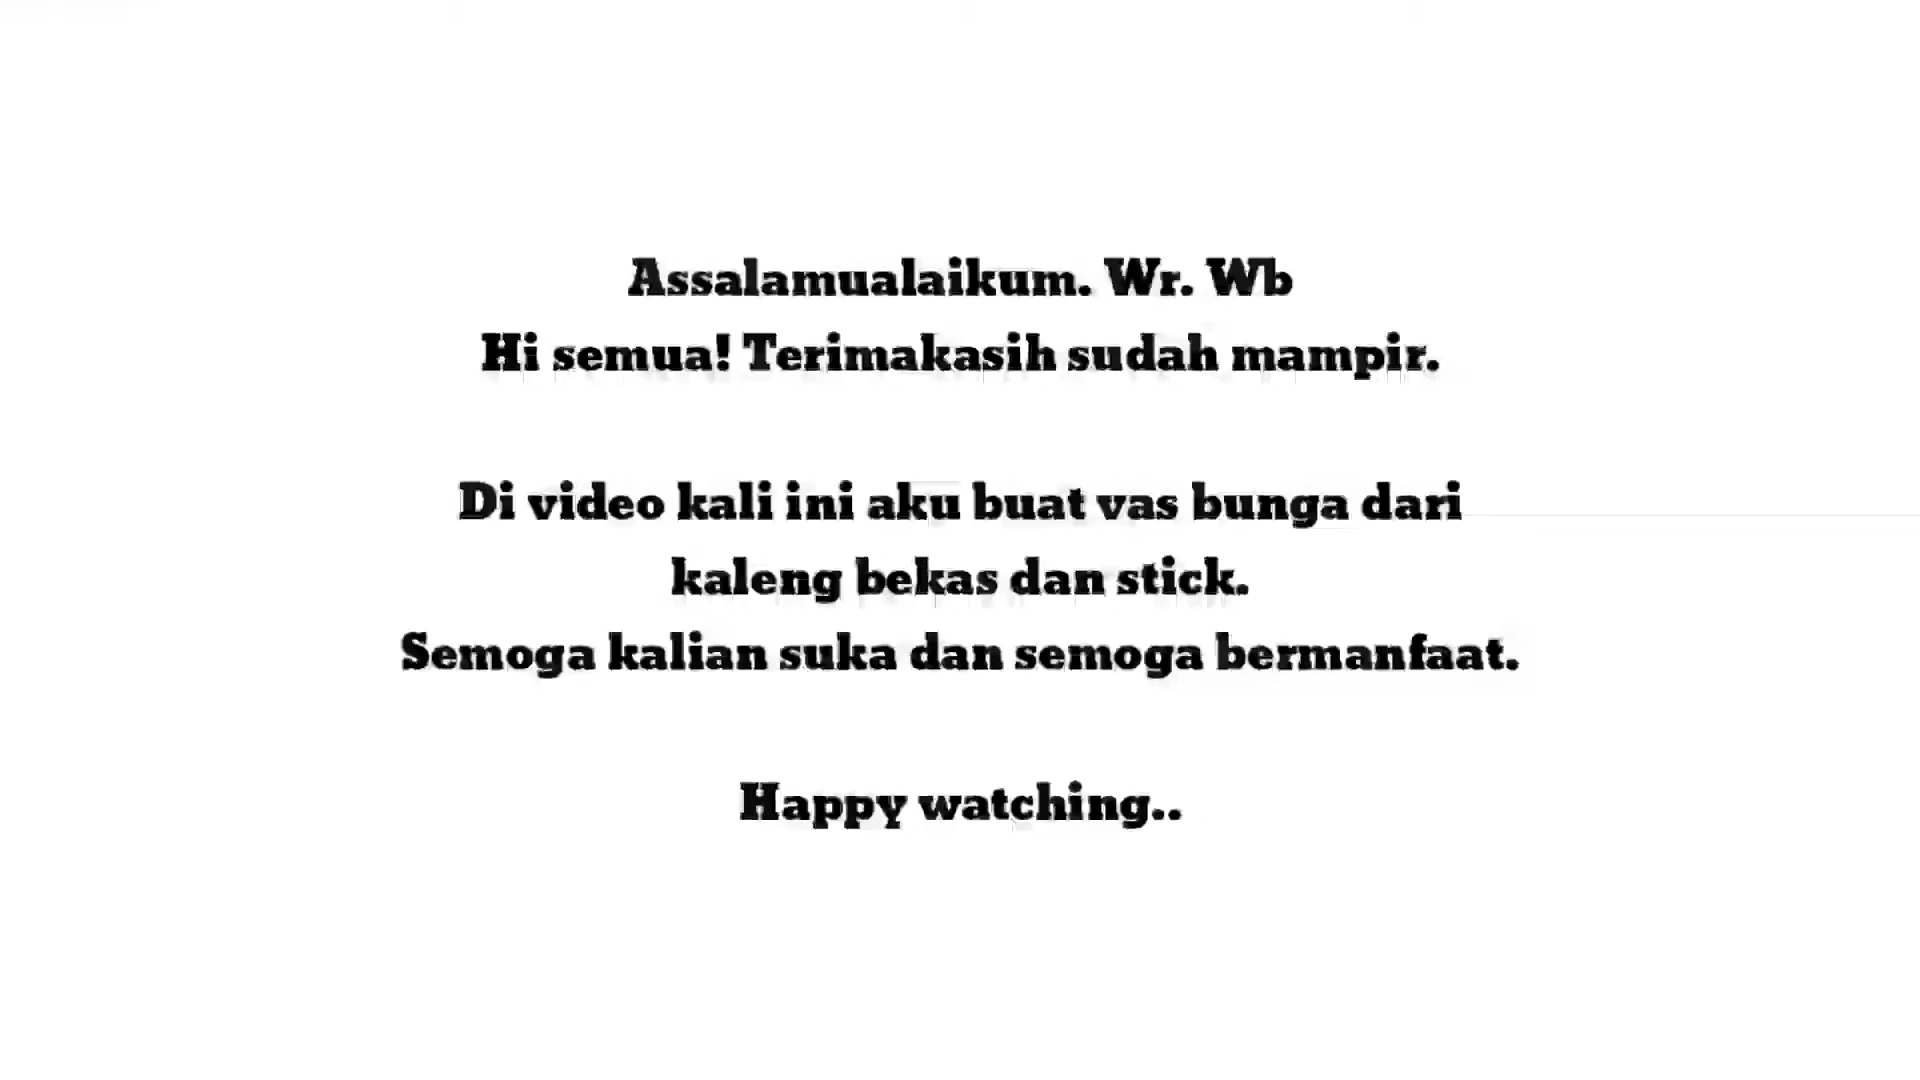 Assalamualaikum. Wr. Wb
Hi semua! Terimakasih sudah mampir.
Di video kali ini aku buat vas bunga dari
kaleng bekas dan stick.
Semoga kalian suka dan semoga bermanfaat.
Happy watching..